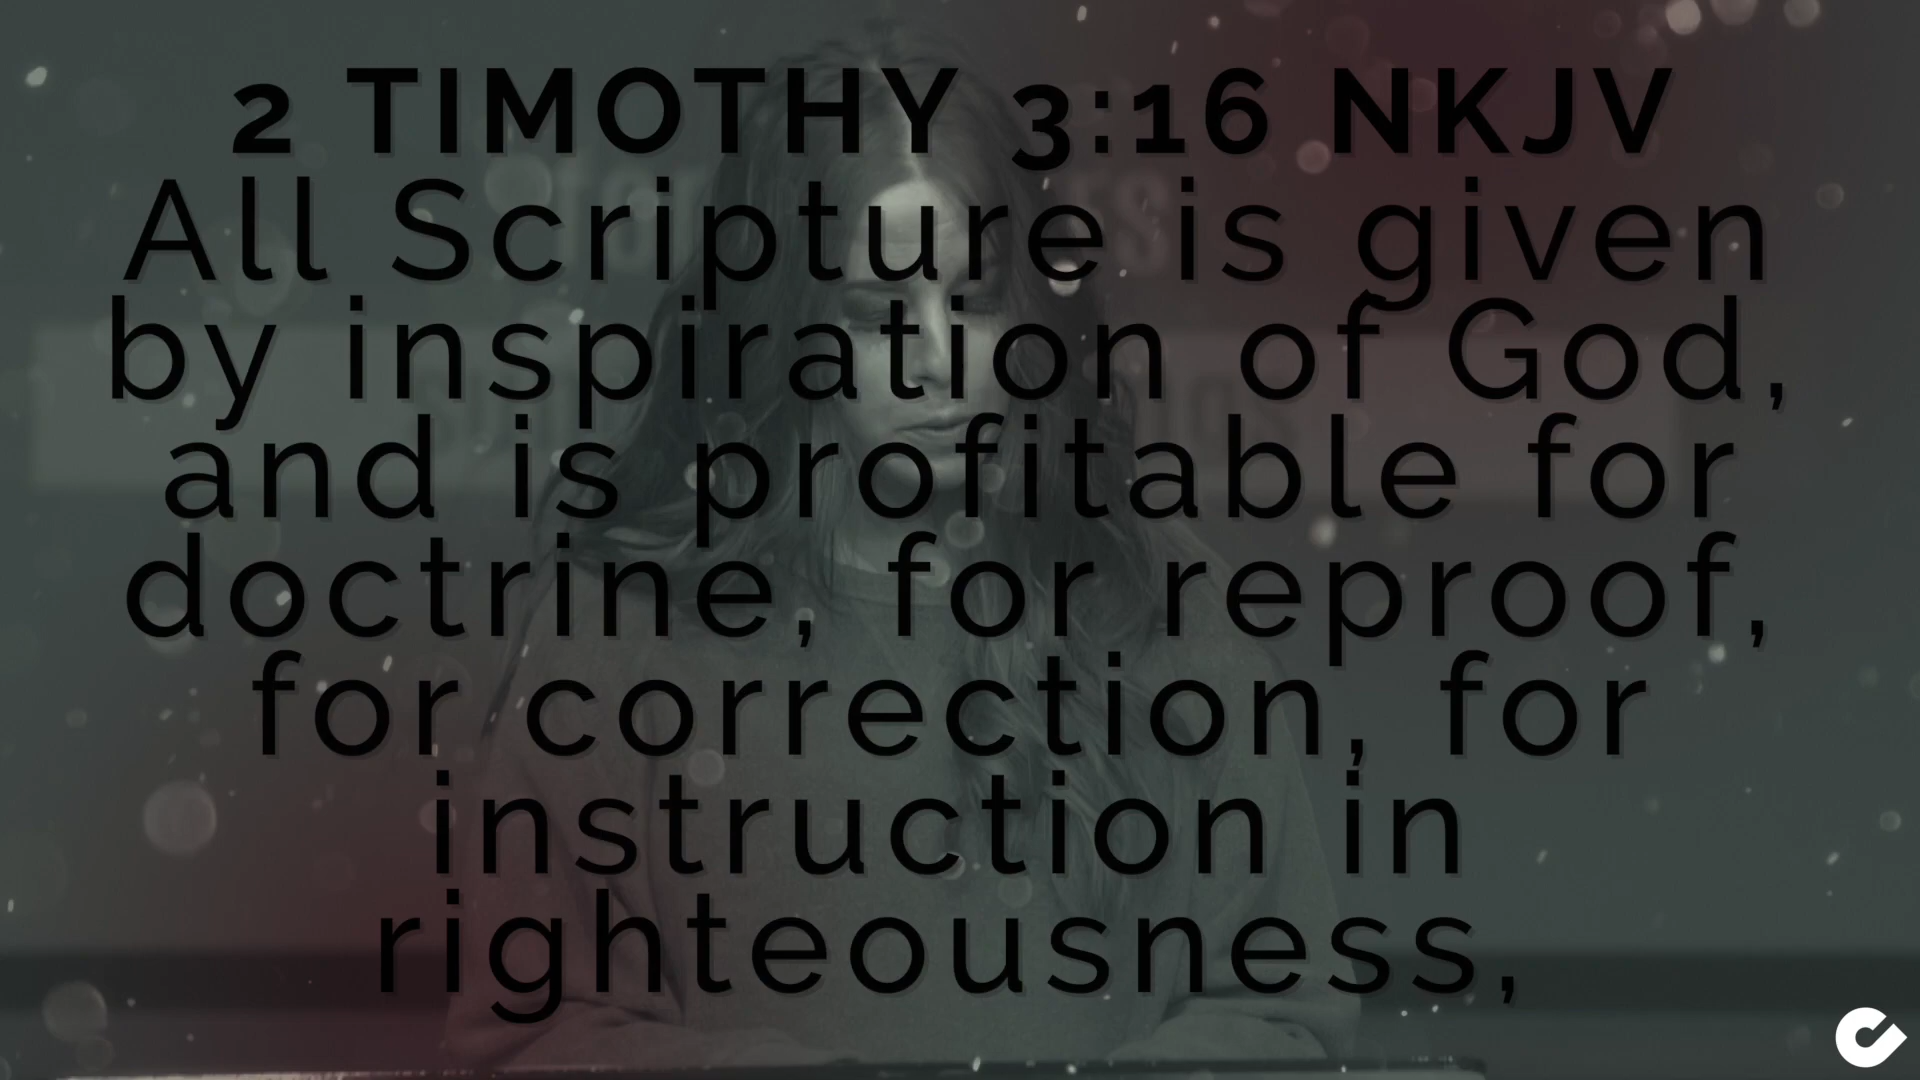 2 TIMOTHY 3:16 NKJV
All Scripture is given
by inspiration of God,
and is profitable for
doctrine, for reproof,
for correction, for
instruction in
righteousness,